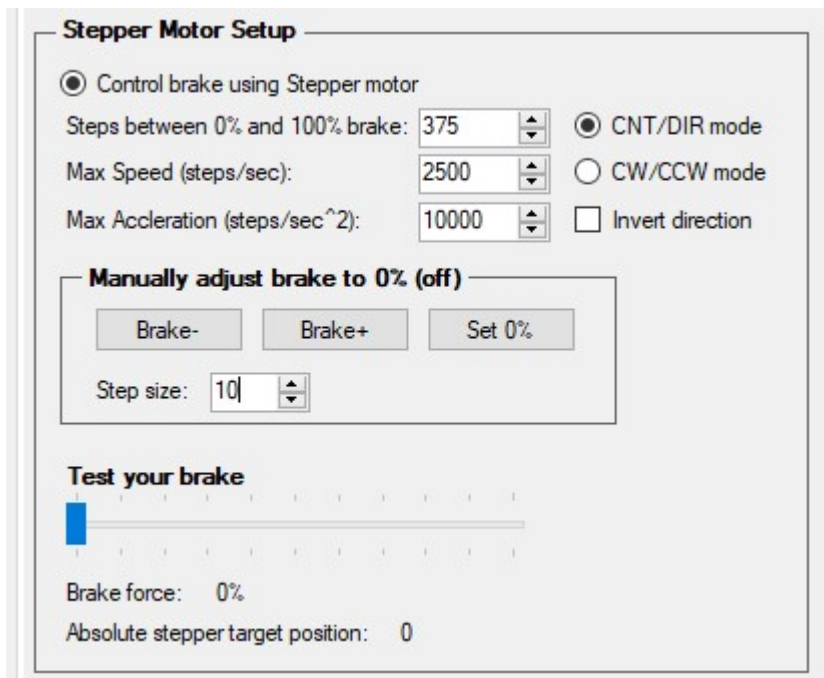 Stepper Motor Setup
Control brake using Stepper motor
Steps between 0% and 100% brake: 375 CNT/DIR mode
Max Speed (steps/sec): 2500 CW/CCW mode
Max Accleration (steps/sec^2): 10000 Invert direction
Manually adjust brake to 0% (off)
Brake- Brake+ Set 0%
Step size: 10
Test your brake
Brake force: 0%
Absolute stepper target position: 0